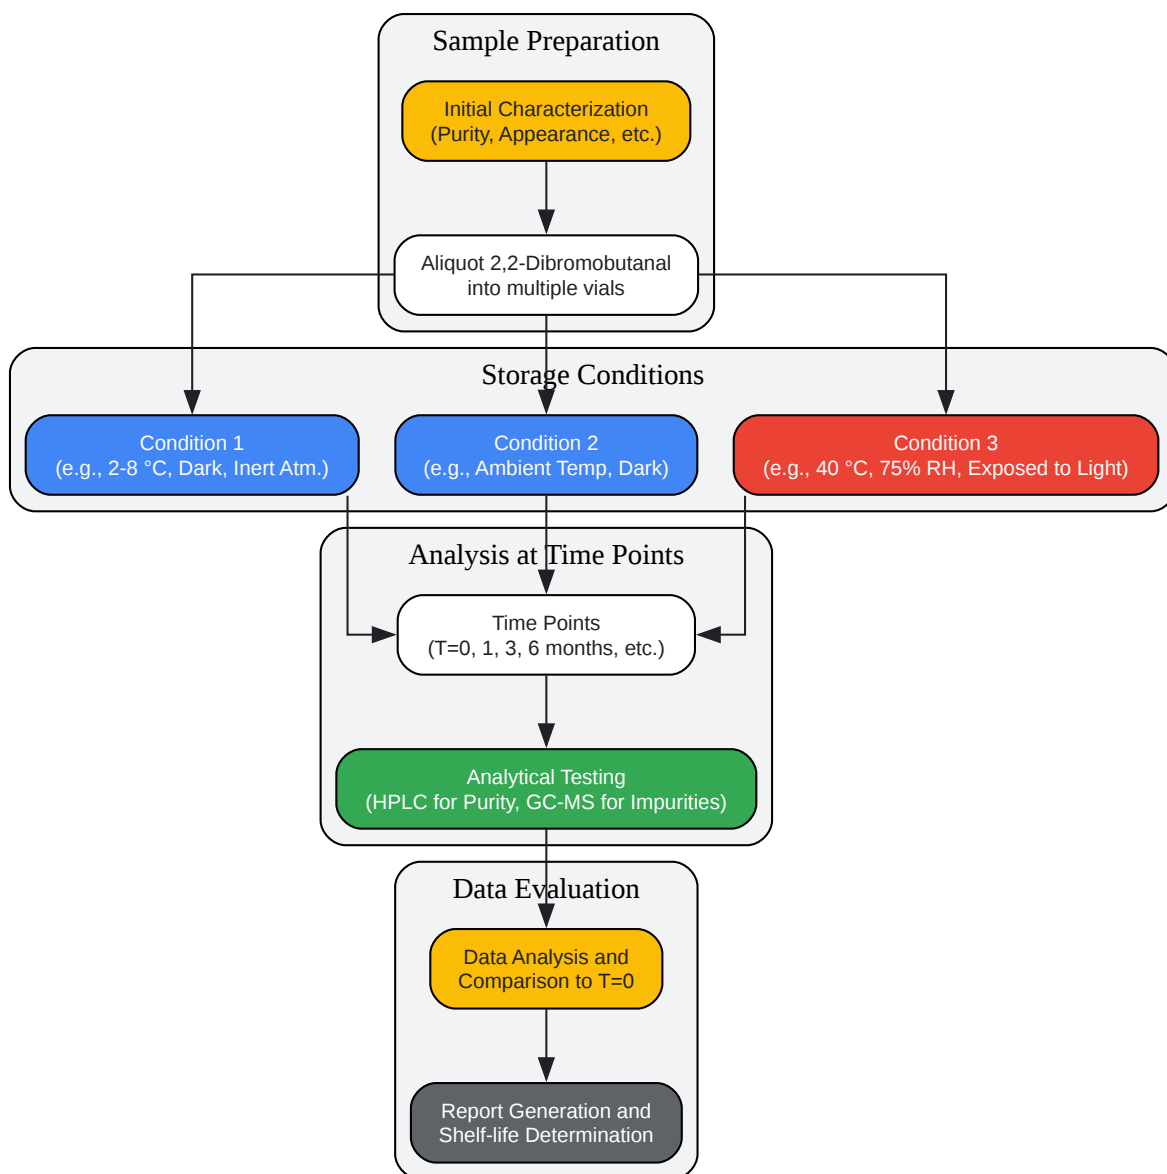 Sample Preparation
Initial Characterization
(Purity, Appearance, etc.)
Aliquot 2,2-Dibromobutanal
into multiple vials
Storage Conditions
Condition 1
(e.g., 2-8 °C, Dark, Inert Atm.)
Condition 2
(e.g., Ambient Temp, Dark)
Condition 3
(e.g., 40 °C, 75% RH, Exposed to Light)
Analysis at Time Points
Time Points
(T=0, 1, 3, 6 months, etc.)
Analytical Testing
(HPLC for Purity, GC-MS for Impurities)
Data Evaluation
Data Analysis and
Comparison to T=0
Report Generation and
Shelf-life Determination